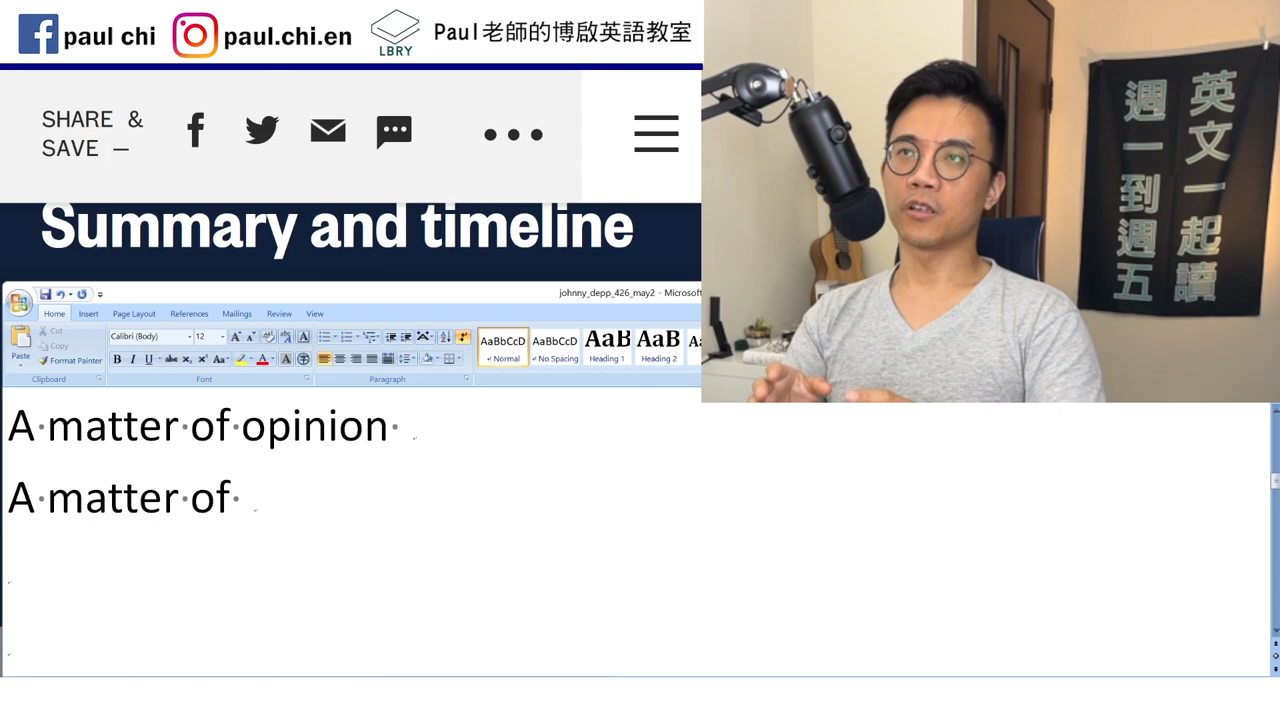 paul chi
paul.chi.en
LBRY
Paul老師的博啟英語教室
SHARE &
SAVE —
Summary and timeline
johnny_depp_426_may2 - Microsoft
Home Insert Page Layout References Mailings Review View
Paste
Cut
Copy
Format Painter
Clipboard
Calibri (Body) 12
Font
Paragraph
AaBbCcD
Normal
AaBbCcD
No Spacing
AaB
Heading 1
AaB
Heading 2
A matter of opinion
A matter of
英文一起讀
週一到週五